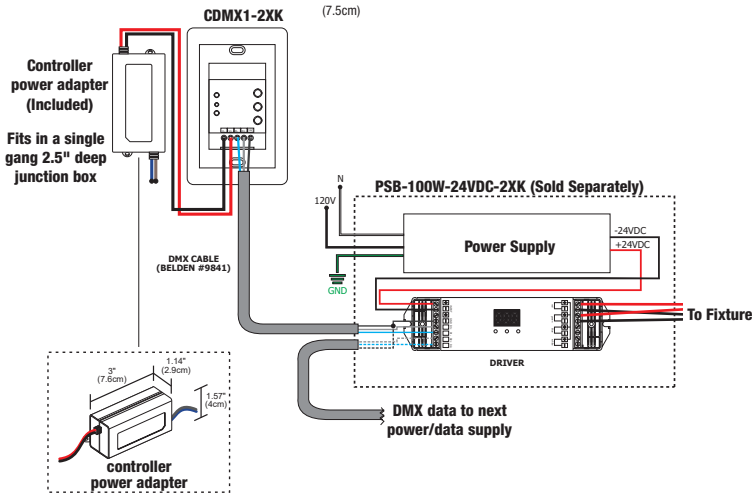 CDMX1-2XK
(7.5cm)
Controller
power adapter
(Included)
Fits in a single
gang 2.5" deep
junction box
N
120V
PSB-100W-24VDC-2XK (Sold Separately)
Power Supply
-24VDC
+24VDC
GND
DMX CABLE
(BELDEN #9841)
To Fixture
DRIVER
DMX data to next
power/data supply
3"
(7.6cm)
1.14"
(2.9cm)
1.57"
(4cm)
controller
power adapter